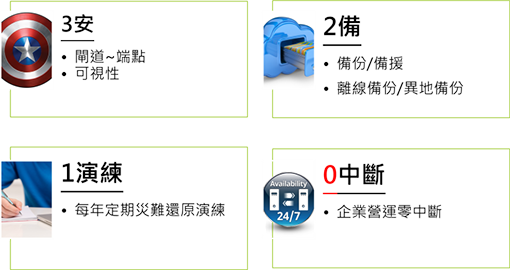 3安
• 閘道~端點
• 可視性
2備
• 備份/備援
• 離線備份/異地備份
1演練
• 每年定期災難還原演練
0中斷
Availability
24/7
• 企業營運零中斷